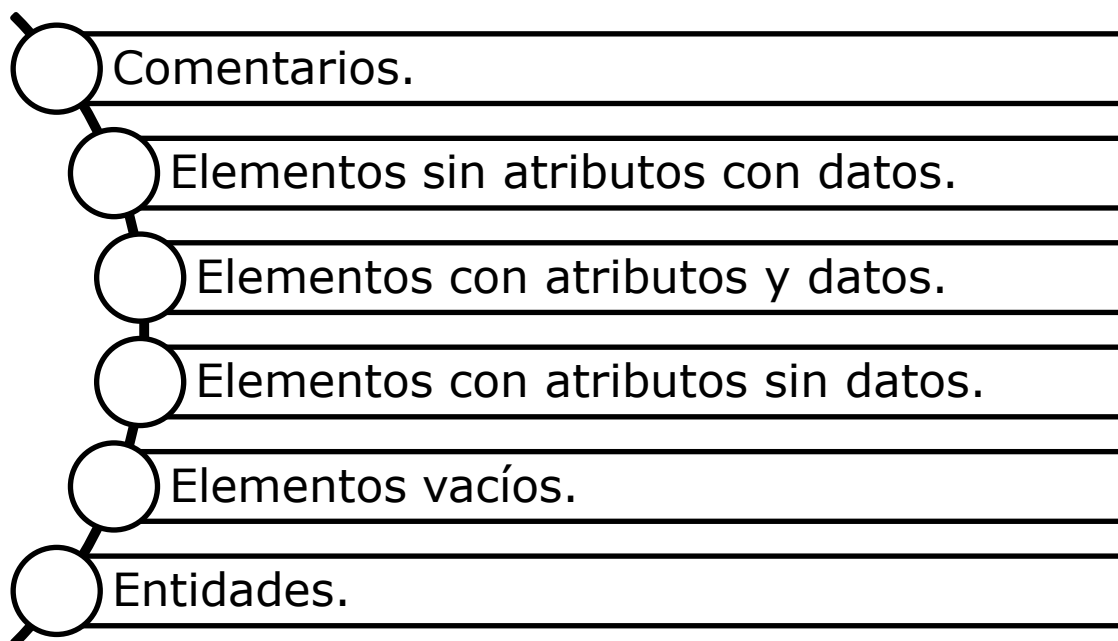 Comentarios.
Elementos sin atributos con datos.
Elementos con atributos y datos.
Elementos con atributos sin datos.
Elementos vacíos.
Entidades.